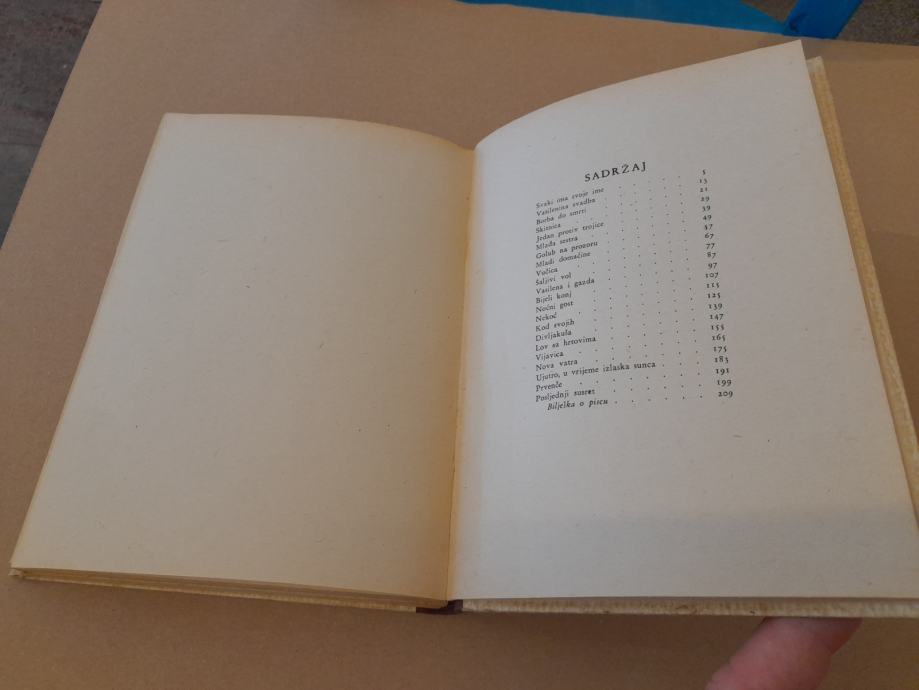 SADRŽAJ
Svaki ima svoje ime . . . . . 5
Vasilenina svadba . . . . . 13
Borba do smrti . . . . . 21
Skitnica . . . . . 29
Jedan protiv trojice . . . . . 39
Mlada sestra . . . . . 49
Golub na prozoru . . . . . 57
Mladi domaćine . . . . . 67
Vučica . . . . . 77
Šaljivi vol . . . . . 87
Vasilena i gazda . . . . . 97
Bijeli konj . . . . . 107
Noćni gost . . . . . 115
Nekoć . . . . . 125
Kod svojih . . . . . 139
Divljakuša . . . . . 147
Lov sa hrtovima . . . . . 155
Vijavica . . . . . 165
Nova vatra . . . . . 175
Ujutro, u vrijeme izlaska sunca . . . 183
Prvenče . . . . . 191
Posljednji susret . . . . . 199
Bilješka o piscu . . . . . 209